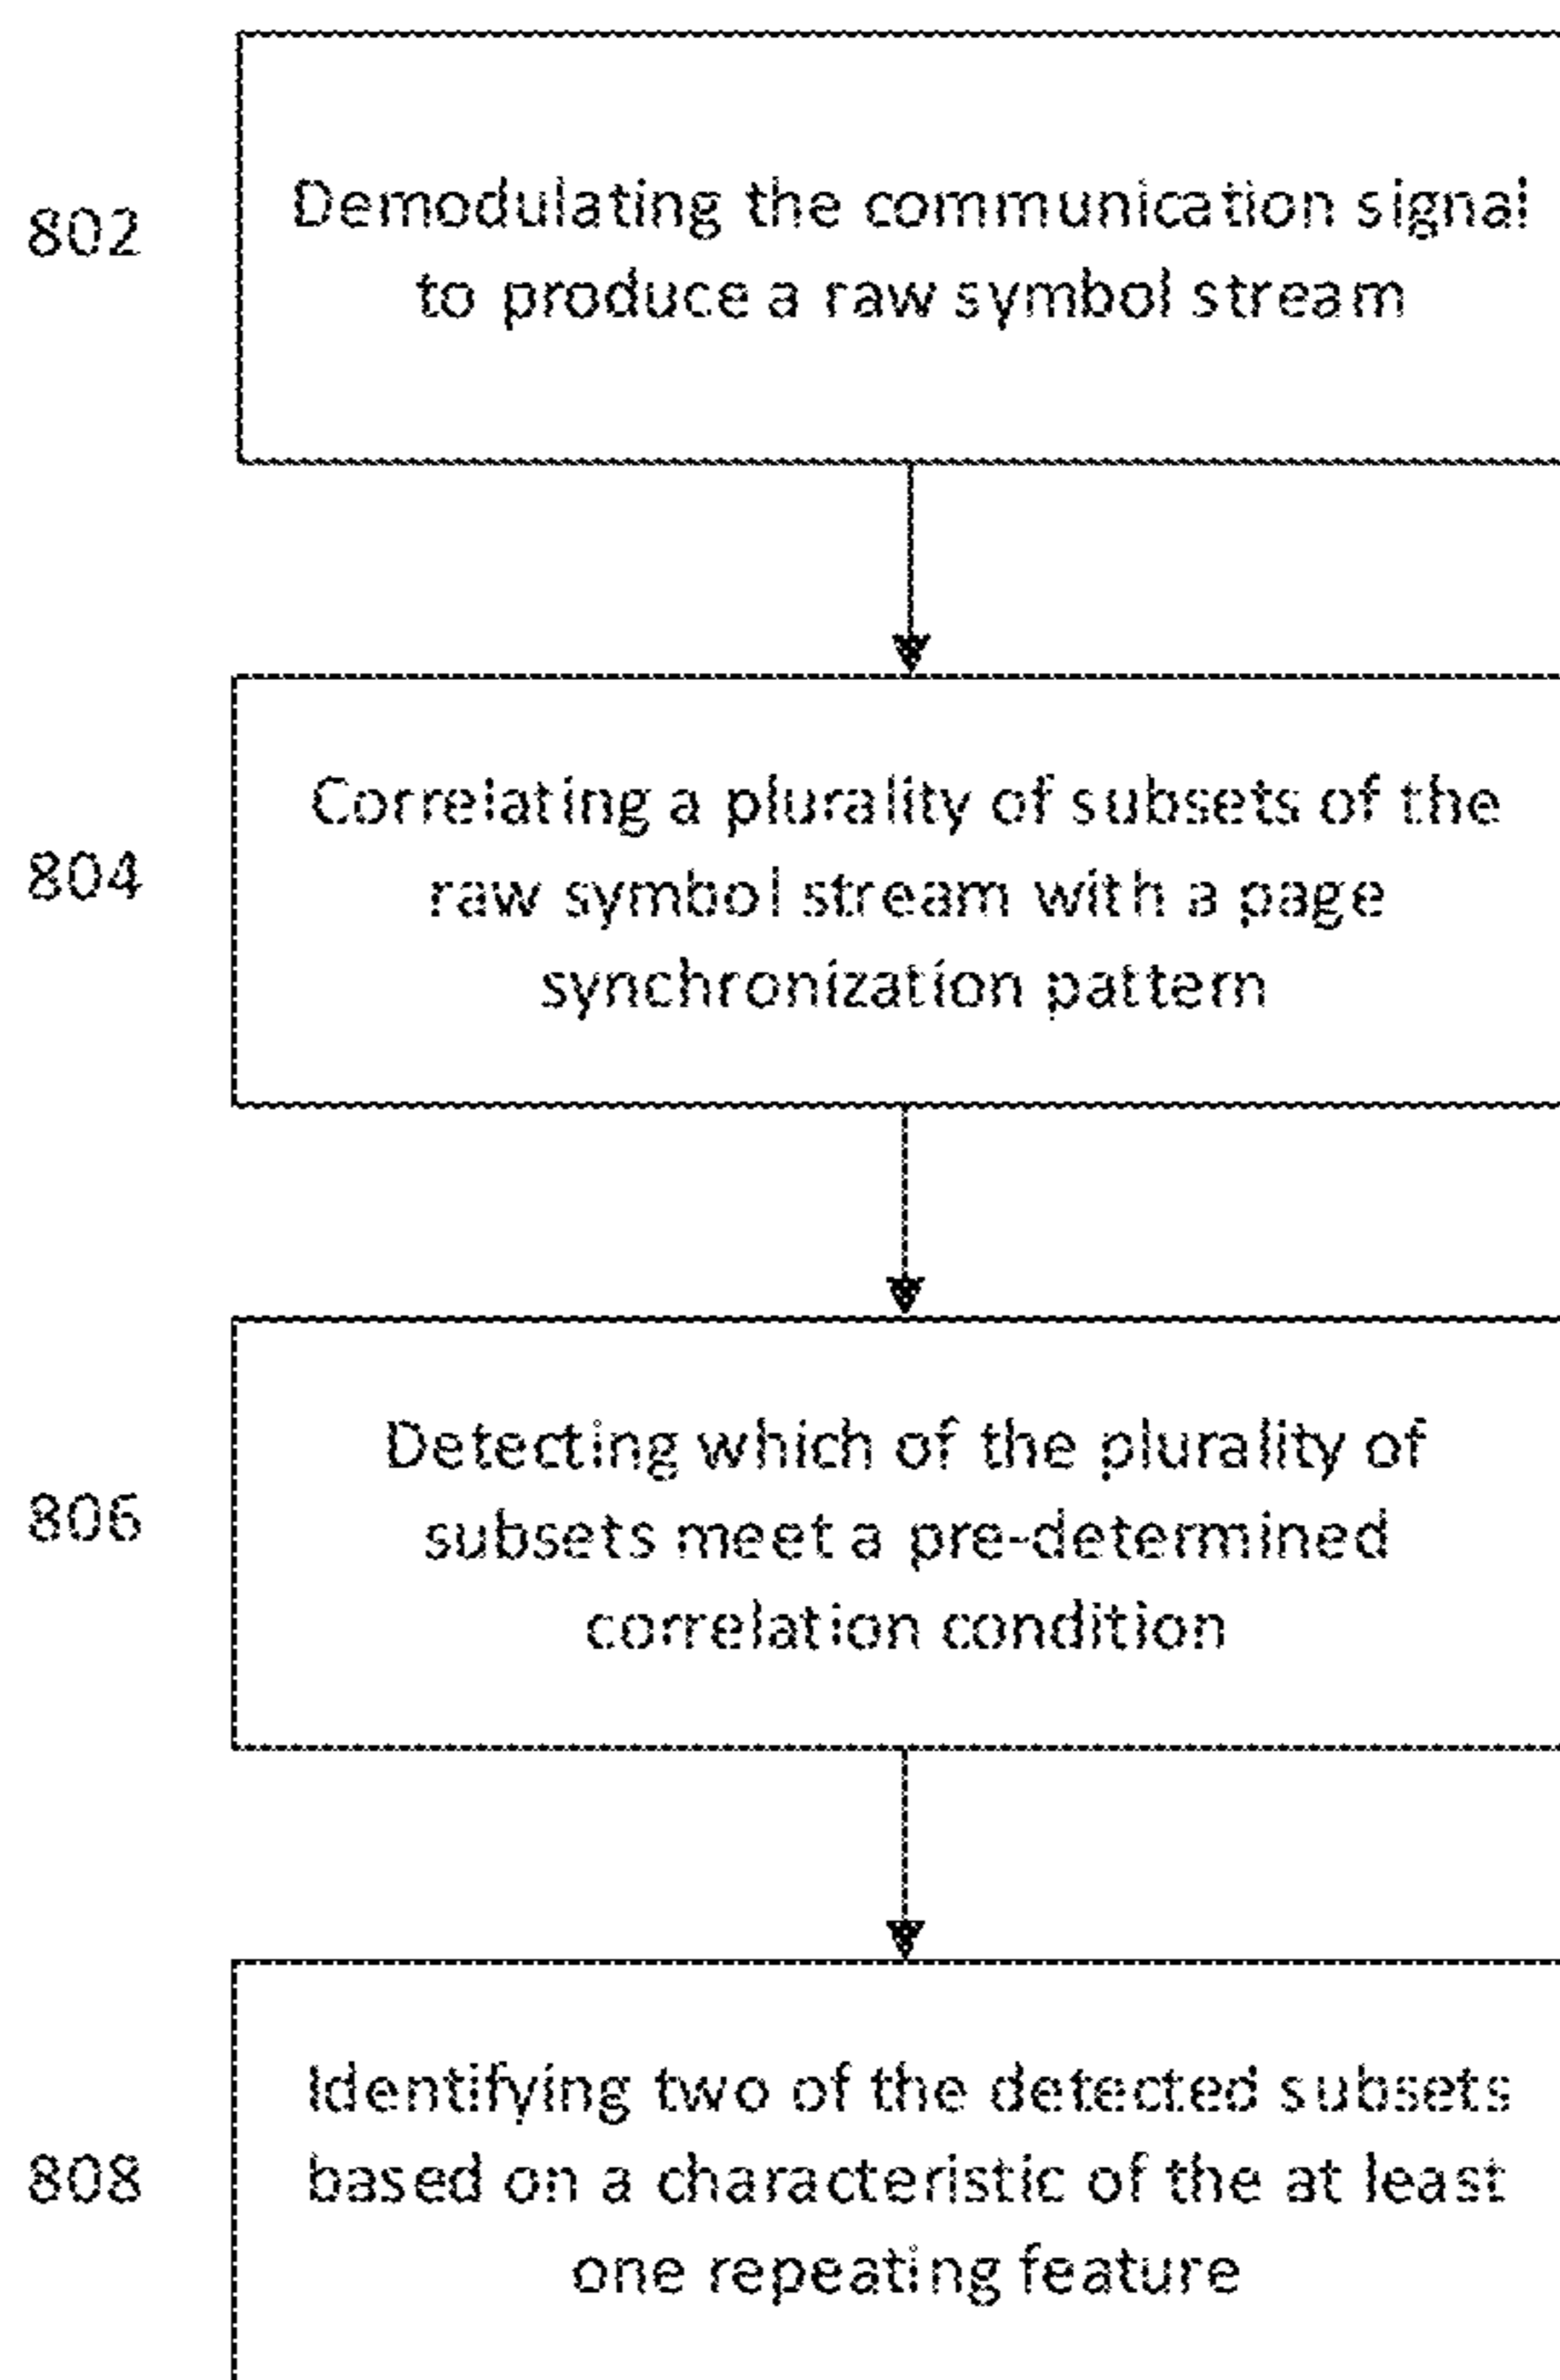 802
Demodulating the communication signal
to produce a raw symbol stream
804
Correlating a plurality of subsets of the
raw symbol stream with a page
synchronization pattern
806
Detecting which of the plurality of
subsets meet a pre-determined
correlation condition
808
Identifying two of the detected subsets
based on a characteristic of the at least
one repeating feature